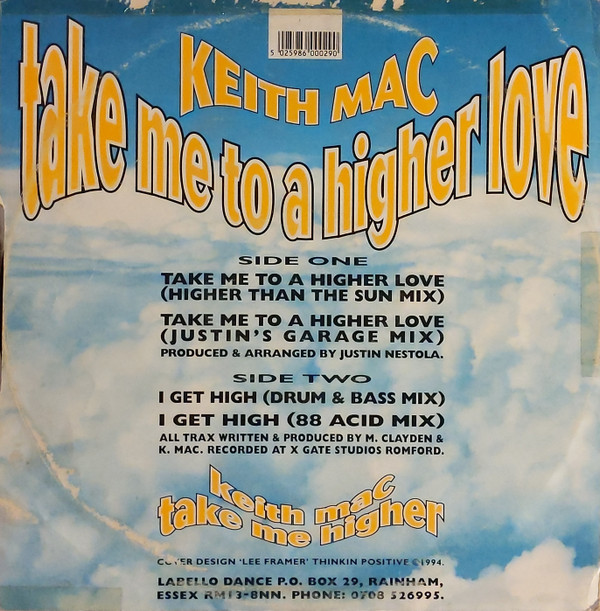 5 025986 000290
KEITH MAC
take me to a higher love
SIDE ONE
TAKE ME TO A HIGHER LOVE
(HIGHER THAN THE SUN MIX)
TAKE ME TO A HIGHER LOVE
(JUSTIN'S GARAGE MIX)
PRODUCED & ARRANGED BY JUSTIN NESTOLA.
SIDE TWO
I GET HIGH (DRUM & BASS MIX)
I GET HIGH (88 ACID MIX)
ALL TRAX WRITTEN & PRODUCED BY M. CLAYDEN &
K. MAC. RECORDED AT X GATE STUDIOS ROMFORD.
keith mac
take me higher
COVER DESIGN 'LEE FRAMER' THINKIN POSITIVE ©1994.
LABELLO DANCE P.O. BOX 29, RAINHAM,
ESSEX RM13-8NN. PHONE: 0708 526995.